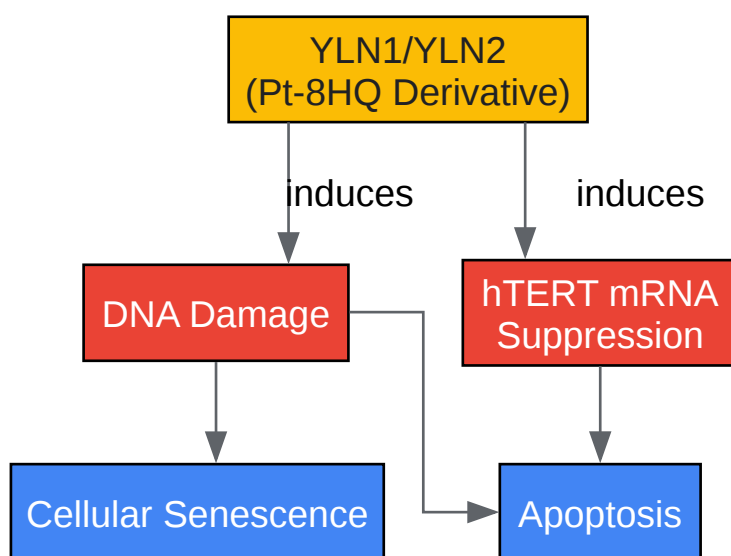 YLN1/YLN2
(Pt-8HQ Derivative)
induces
induces
DNA Damage
hTERT mRNA
Suppression
Cellular Senescence
Apoptosis